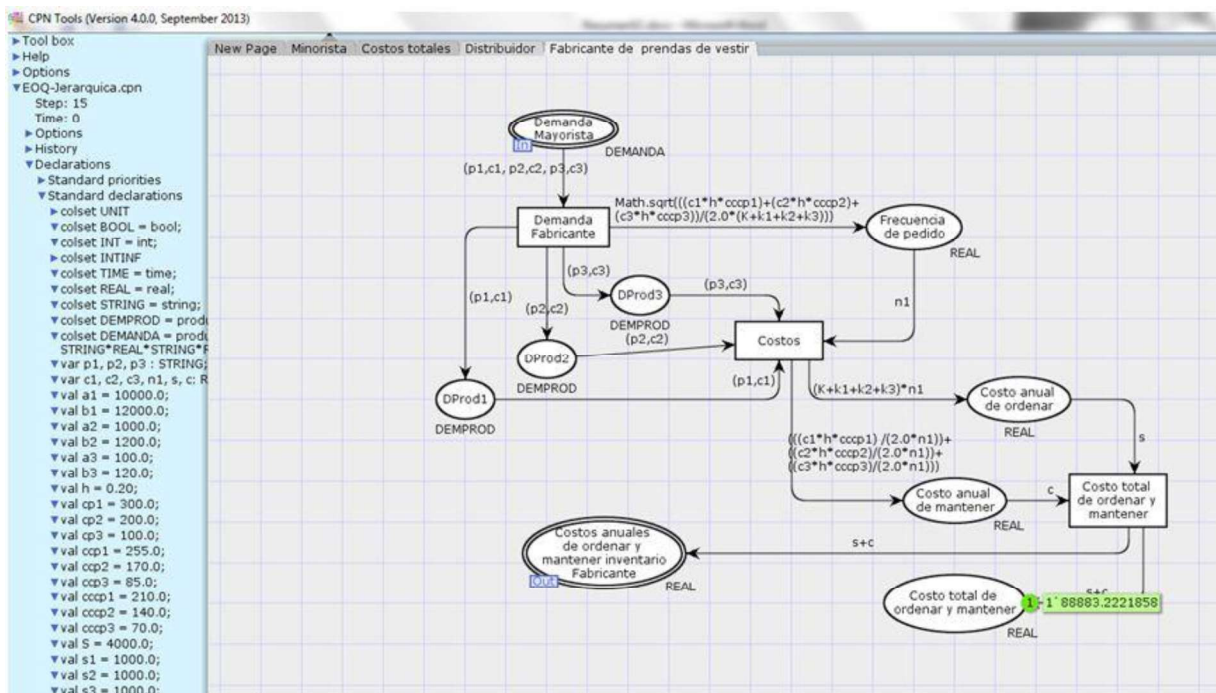 CPN Tools (Version 4.0.0, September 2013)
Tool box
Help
Options
EOQ-Jerarquica.cpn
Step: 15
Time: 0
Options
History
Declarations
Standard priorities
Standard declarations
colset UNIT
colset BOOL = bool;
colset INT = int;
colset INTINF
colset TIME = time;
colset REAL = real;
colset STRING = string;
colset DEMPROD = produ
colset DEMANDA = produ
STRING*REAL*STRING*R
var p1, p2, p3 : STRING;
var c1, c2, c3, n1, s, c: R
val a1 = 10000.0;
val b1 = 12000.0;
val a2 = 1000.0;
val b2 = 1200.0;
val a3 = 100.0;
val b3 = 120.0;
val h = 0.20;
val cp1 = 300.0;
val cp2 = 200.0;
val cp3 = 100.0;
val ccp1 = 255.0;
val ccp2 = 170.0;
val ccp3 = 85.0;
val cccp1 = 210.0;
val cccp2 = 140.0;
val cccp3 = 70.0;
val S = 4000.0;
val s1 = 1000.0;
val s2 = 1000.0;
val s3 = 1000.0;
New Page
Minorista
Costos totales
Distribuidor
Fabricante de prendas de vestir
Demanda
Mayorista
In
DEMANDA
(p1,c1, p2,c2, p3,c3)
Demanda
Fabricante
Math.sqrt(((c1*h*cccp1)+(c2*h*cccp2)+
(c3*h*cccp3))/(2.0*(K+k1+k2+k3)))
Frecuencia
de pedido
REAL
(p3,c3)
DProd3
(p3,c3)
DEMPROD
(p1,c1)
(p2,c2)
n1
DProd2
(p2,c2)
DEMPROD
Costos
DProd1
(p1,c1)
DEMPROD
(K+k1+k2+k3)*n1
Costo anual
de ordenar
REAL
s
(((c1*h*cccp1) /(2.0*n1))+
((c2*h*cccp2)/(2.0*n1))+
((c3*h*cccp3)/(2.0*n1)))
Costo anual
de mantener
REAL
c
Costo total
de ordenar y
mantener
Costos anuales
de ordenar y
mantener inventario
Fabricante
Out
REAL
s+c
s+c
Costo total de
ordenar y mantener
1
1`88883.2221858
REAL